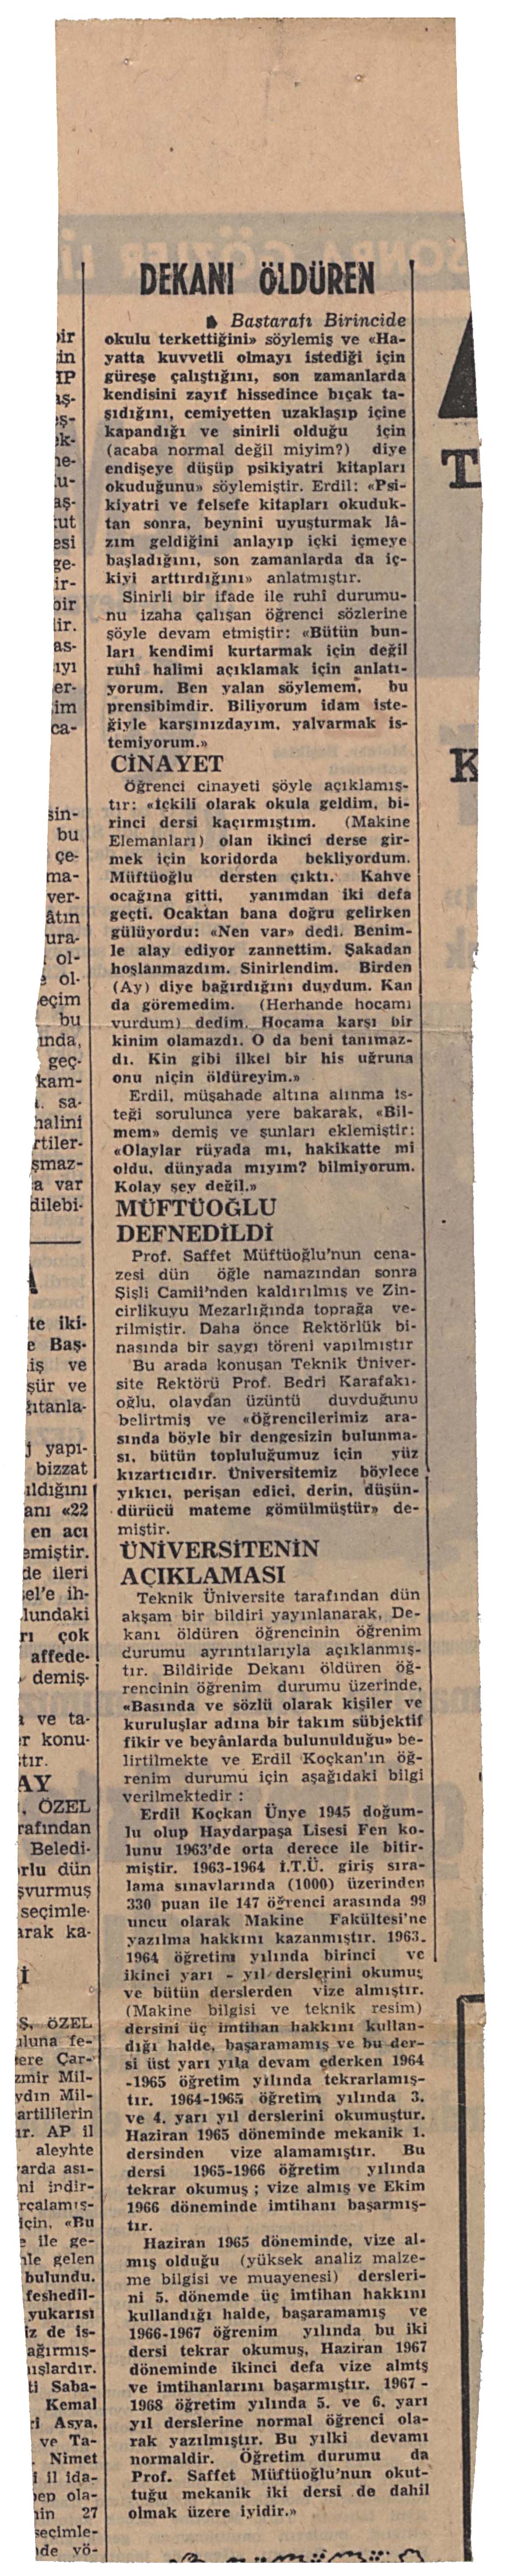 DEKANI ÖLDÜREN
Baştarafı Birincide
okulu terkettiğini» söylemiş ve «Ha-
yatta kuvvetli olmayı istediği için
güreşe çalıştığını, son zamanlarda
kendisini zayıf hissedince bıçak ta-
şıdığını, cemiyetten uzaklaşıp içine
kapandığı ve sinirli olduğu için
(acaba normal değil miyim?) diye
endişeye düşüp psikiyatri kitapları
okuduğunu» söylemiştir. Erdil: «Psi-
kiyatri ve felsefe kitapları okuduk-
tan sonra, beynini uyuşturmak lâ-
zım geldiğini anlayıp içki içmeye
başladığını, son zamanlarda da iç-
kiyi arttırdığını» anlatmıştır.
Sinirli bir ifade ile ruhî durumu-
nu izaha çalışan öğrenci sözlerine
şöyle devam etmiştir: «Bütün bun-
ları kendimi kurtarmak için değil
ruhî halimi açıklamak için anlatı-
yorum. Ben yalan söylemem, bu
prensibimdir. Biliyorum idam iste-
ğiyle karşınızdayım, yalvarmak is-
temiyorum.»
CİNAYET
Öğrenci cinayeti şöyle açıklamış-
tır: «İçkili olarak okula geldim, bi-
rinci dersi kaçırmıştım. (Makine
Elemanları) olan ikinci derse gir-
mek için koridorda bekliyordum.
Müftüoğlu dersten çıktı. Kahve
ocağına gitti, yanımdan iki defa
geçti. Ocaktan bana doğru gelirken
gülüyordu: «Nen var» dedi. Benim-
le alay ediyor zannettim. Şakadan
hoşlanmazdım. Sinirlendim. Birden
(Ay) diye bağırdığını duydum. Kan
da göremedim. (Herhande hocamı
vurdum) dedim. Hocama karşı bir
kinim olamazdı. O da beni tanımaz-
dı. Kin gibi ilkel bir his uğruna
onu niçin öldüreyim.»
Erdil, müşahade altına alınma is-
teği sorulunca yere bakarak, «Bil-
mem» demiş ve şunları eklemiştir:
«Olaylar rüyada mı, hakikatte mi
oldu, dünyada mıyım? bilmiyorum.
Kolay şey değil.»
MÜFTÜOĞLU
DEFNEDİLDİ
Prof. Saffet Müftüoğlu'nun cena-
zesi dün öğle namazından sonra
Şişli Camii'nden kaldırılmış ve Zin-
cirlikuyu Mezarlığında toprağa ve-
rilmiştir. Daha önce Rektörlük bi-
nasında bir saygı töreni yapılmıştır
Bu arada konuşan Teknik Üniver-
site Rektörü Prof. Bedri Karafakı-
oğlu, olaydan üzüntü duyduğunu
belirtmiş ve «Öğrencilerimiz ara-
sında böyle bir dengesizin bulunma-
sı, bütün topluluğumuz için yüz
kızartıcıdır. Üniversitemiz böylece
yıkıcı, perişan edici, derin, düşün-
dürücü mateme gömülmüştür» de-
miştir.
ÜNİVERSİTENİN
AÇIKLAMASI
Teknik Üniversite tarafından dün
akşam bir bildiri yayınlanarak, De-
kanı öldüren öğrencinin öğrenim
durumu ayrıntılarıyla açıklanmış-
tır. Bildiride Dekanı öldüren öğ-
rencinin öğrenim durumu üzerinde,
«Basında ve sözlü olarak kişiler ve
kuruluşlar adına bir takım sübjektif
fikir ve beyânlarda bulunulduğu» be-
lirtilmekte ve Erdil Koçkan'ın öğ-
renim durumu için aşağıdaki bilgi
verilmektedir :
Erdil Koçkan Ünye 1945 doğum-
lu olup Haydarpaşa Lisesi Fen ko-
lunu 1963'de orta derece ile bitir-
miştir. 1963-1964 İ.T.Ü. giriş sıra-
lama sınavlarında (1000) üzerinden
330 puan ile 147 öğrenci arasında 99
uncu olarak Makine Fakültesi'ne
yazılma hakkını kazanmıştır. 1963-
1964 öğretim yılında birinci ve
ikinci yarı - yıl derslerini okumuş
ve bütün derslerden vize almıştır.
(Makine bilgisi ve teknik resim)
dersini üç imtihan hakkını kullan-
dığı halde, başaramamış ve bu der-
si üst yarı yıla devam ederken 1964
-1965 öğretim yılında tekrarlamış-
tır. 1964-1965 öğretim yılında 3.
ve 4. yarı yıl derslerini okumuştur.
Haziran 1965 döneminde mekanik 1.
dersinden vize alamamıştır. Bu
dersi 1965-1966 öğretim yılında
tekrar okumuş ; vize almış ve Ekim
1966 döneminde imtihanı başarmış-
tır.
Haziran 1965 döneminde, vize al-
mış olduğu (yüksek analiz malze-
me bilgisi ve muayenesi) dersleri-
ni 5. dönemde üç imtihan hakkını
kullandığı halde, başaramamış ve
1966-1967 öğrenim yılında bu iki
dersi tekrar okumuş, Haziran 1967
döneminde ikinci defa vize almtş
ve imtihanlarını başarmıştır. 1967 -
1968 öğretim yılında 5. ve 6. yarı
yıl derslerine normal öğrenci ola-
rak yazılmıştır. Bu yılki devamı
normaldir. Öğretim durumu da
Prof. Saffet Müftüoğlu'nun okut-
tuğu mekanik iki dersi de dahil
olmak üzere iyidir.»